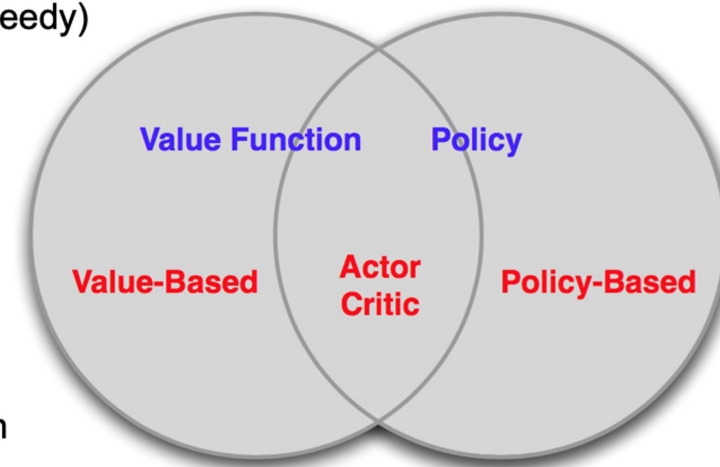 eedy)
Value Function Policy
Value-Based Actor Critic Policy-Based
n